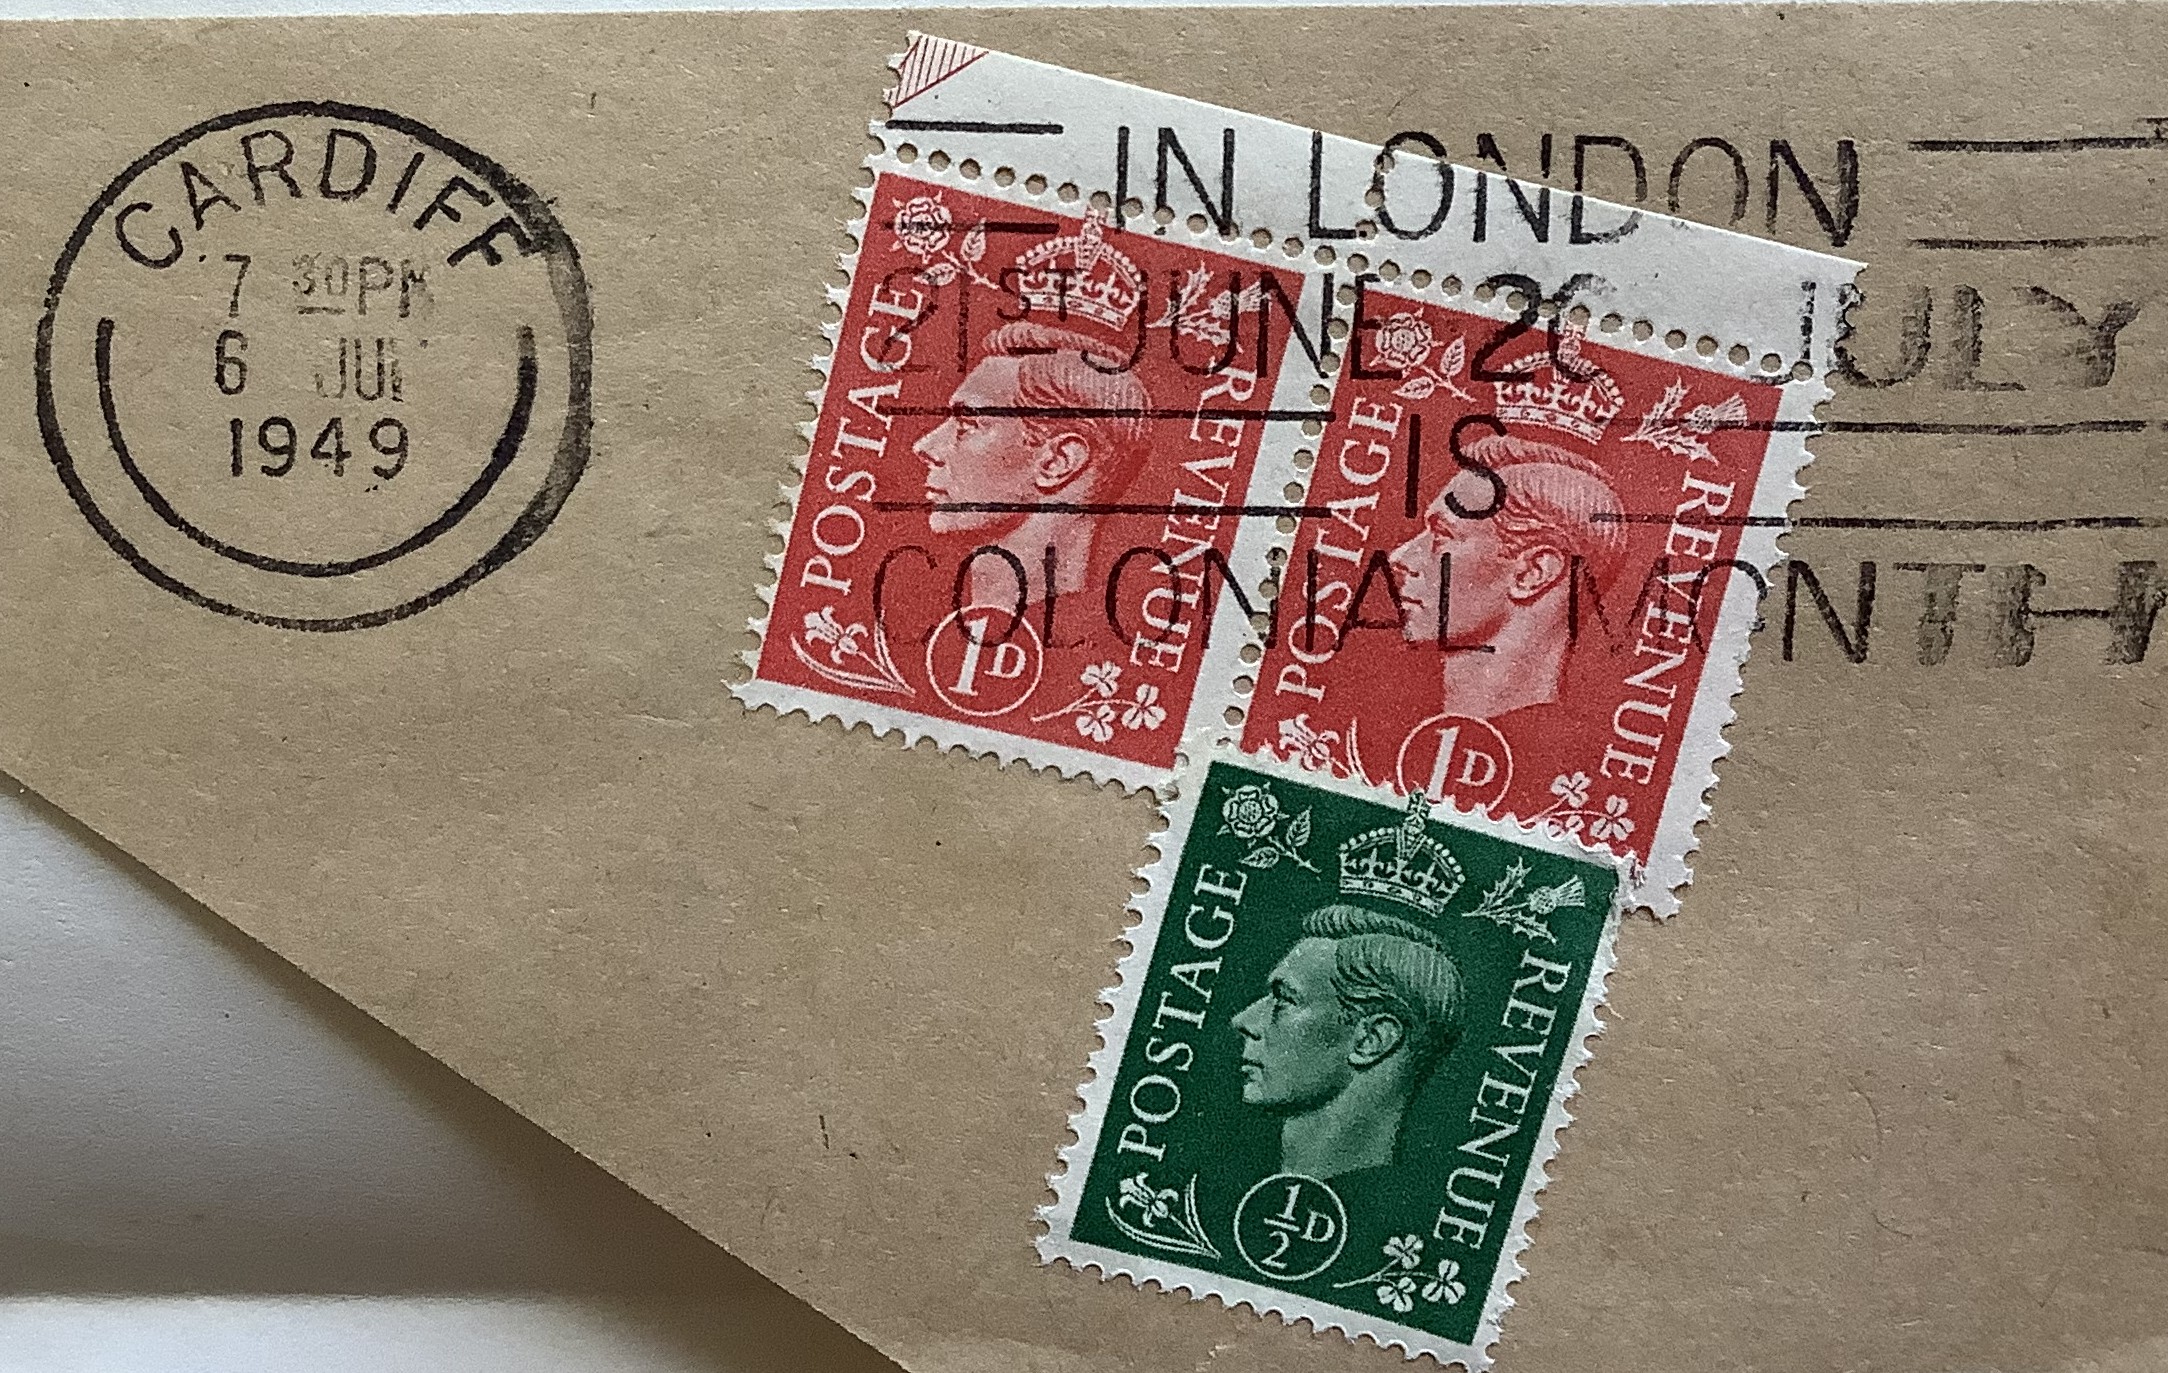 CARDIFF
7 30PM
6 JUL
1949
IN LONDON
21ST JUNE 20 JULY
IS
COLONIAL MONTH
POSTAGE
REVENUE
1D
POSTAGE
REVENUE
1D
POSTAGE
REVENUE
1/2D